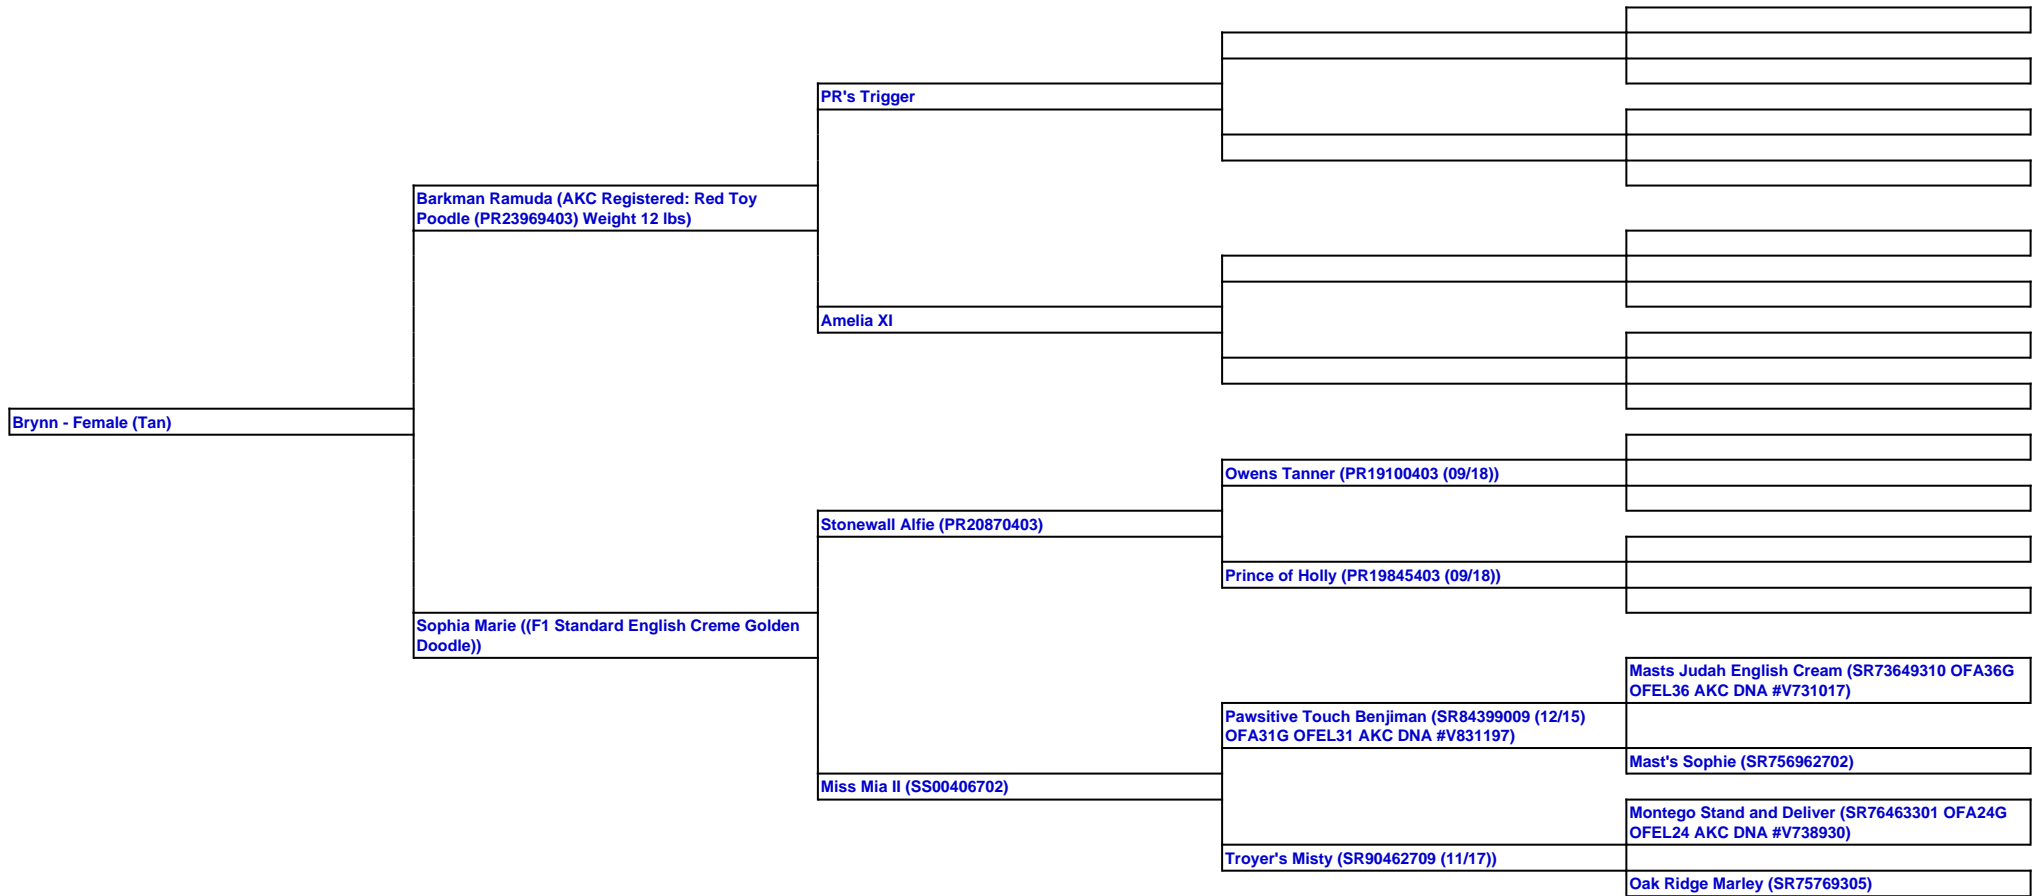 PR's Trigger
Barkman Ramuda (AKC Registered: Red Toy
Poodle (PR23969403) Weight 12 lbs)
Amelia XI
Brynn - Female (Tan)
Owens Tanner (PR19100403 (09/18))
Stonewall Alfie (PR20870403)
Prince of Holly (PR19845403 (09/18))
Sophia Marie ((F1 Standard English Creme Golden
Doodle))
Masts Judah English Cream (SR73649310 OFA36G
OFEL36 AKC DNA #V731017)
Pawsitive Touch Benjiman (SR84399009 (12/15)
OFA31G OFEL31 AKC DNA #V831197)
Mast's Sophie (SR756962702)
Miss Mia II (SS00406702)
Montego Stand and Deliver (SR76463301 OFA24G
OFEL24 AKC DNA #V738930)
Troyer's Misty (SR90462709 (11/17))
Oak Ridge Marley (SR75769305)